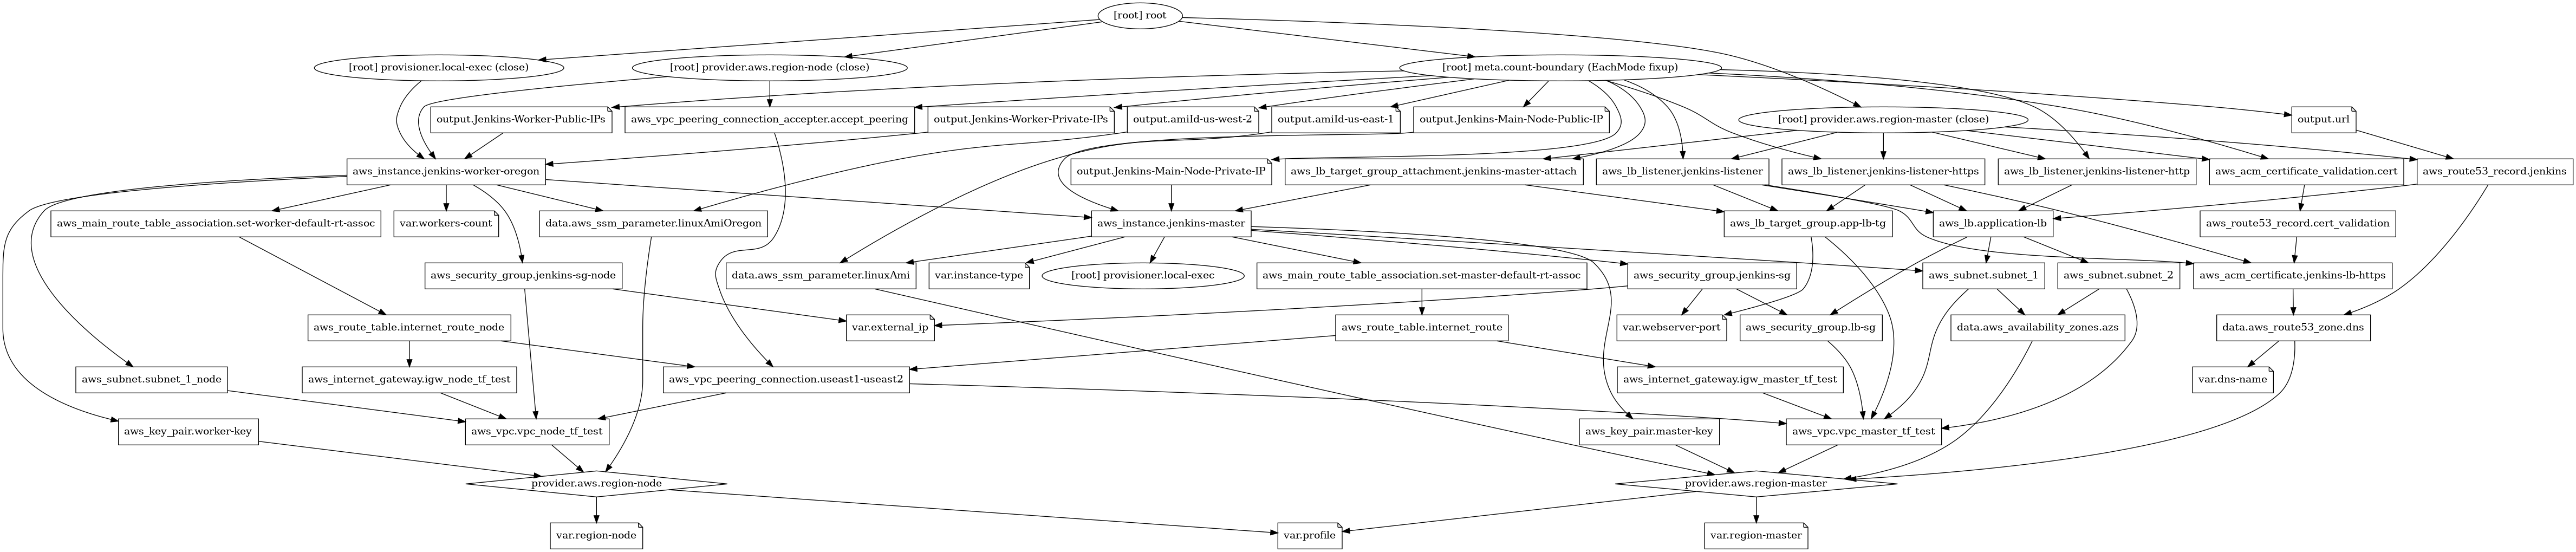 [root] root
[root] provisioner.local-exec (close)
[root] provider.aws.region-node (close)
[root] meta.count-boundary (EachMode fixup)
output.Jenkins-Worker-Public-IPs
aws_vpc_peering_connection_accepter.accept_peering
output.Jenkins-Worker-Private-IPs
output.amiId-us-west-2
output.amiId-us-east-1
output.Jenkins-Main-Node-Public-IP
[root] provider.aws.region-master (close)
output.url
aws_instance.jenkins-worker-oregon
output.Jenkins-Main-Node-Private-IP
aws_lb_target_group_attachment.jenkins-master-attach
aws_lb_listener.jenkins-listener
aws_lb_listener.jenkins-listener-https
aws_lb_listener.jenkins-listener-http
aws_acm_certificate_validation.cert
aws_route53_record.jenkins
aws_main_route_table_association.set-worker-default-rt-assoc
var.workers-count
data.aws_ssm_parameter.linuxAmiOregon
aws_instance.jenkins-master
aws_lb_target_group.app-lb-tg
aws_lb.application-lb
aws_route53_record.cert_validation
aws_security_group.jenkins-sg-node
data.aws_ssm_parameter.linuxAmi
var.instance-type
[root] provisioner.local-exec
aws_main_route_table_association.set-master-default-rt-assoc
aws_security_group.jenkins-sg
aws_subnet.subnet_1
aws_subnet.subnet_2
aws_acm_certificate.jenkins-lb-https
aws_route_table.internet_route_node
var.external_ip
aws_route_table.internet_route
var.webserver-port
aws_security_group.lb-sg
data.aws_availability_zones.azs
data.aws_route53_zone.dns
aws_subnet.subnet_1_node
aws_internet_gateway.igw_node_tf_test
aws_vpc_peering_connection.useast1-useast2
aws_internet_gateway.igw_master_tf_test
var.dns-name
aws_key_pair.worker-key
aws_vpc.vpc_node_tf_test
aws_key_pair.master-key
aws_vpc.vpc_master_tf_test
provider.aws.region-node
provider.aws.region-master
var.region-node
var.profile
var.region-master